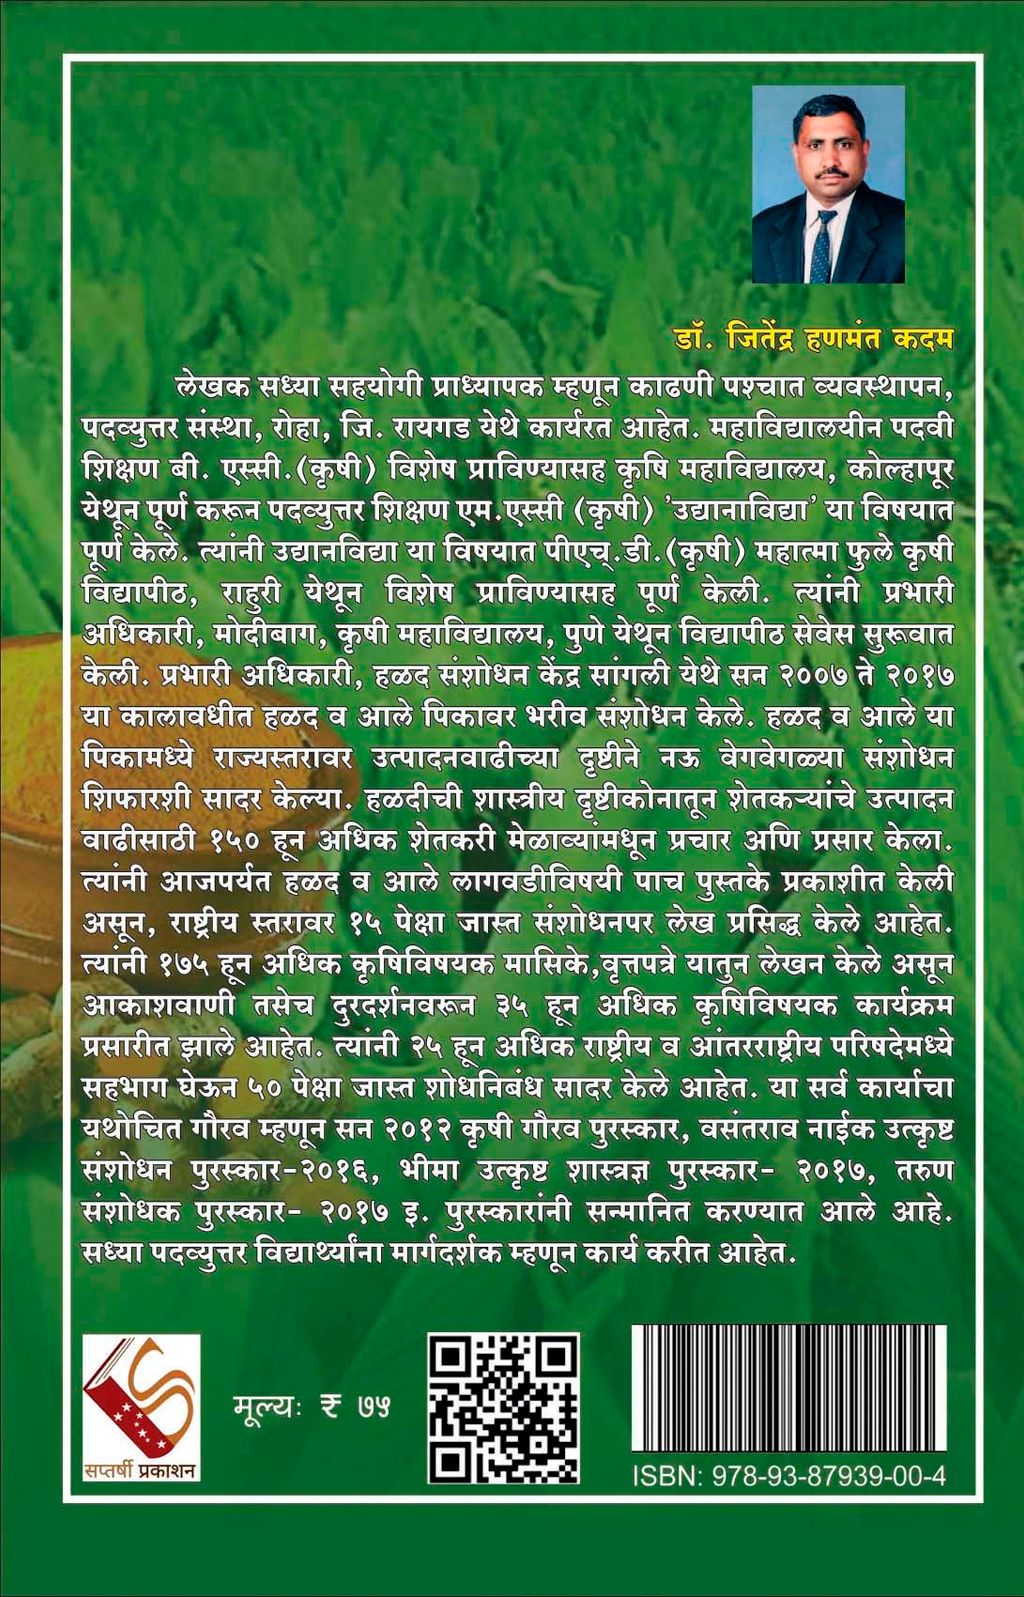 डॉ. जितेंद्र हणमंत कदम
लेखक सध्या सहयोगी प्राध्यापक म्हणून काढणी पश्चात व्यवस्थापन,
पदव्युत्तर संस्था, रोहा, जि. रायगड येथे कार्यरत आहेत. महाविद्यालयीन पदवी
शिक्षण बी. एस्सी.(कृषी) विशेष प्राविण्यासह कृषि महाविद्यालय, कोल्हापूर
येथून पूर्ण करून पदव्युत्तर शिक्षण एम.एस्सी (कृषी) 'उद्यानाविद्या' या विषयात
पूर्ण केले. त्यांनी उद्यानविद्या या विषयात पीएच्.डी.(कृषी) महात्मा फुले कृषी
विद्यापीठ, राहुरी येथून विशेष प्राविण्यासह पूर्ण केली. त्यांनी प्रभारी
अधिकारी, मोदीबाग, कृषी महाविद्यालय, पुणे येथून विद्यापीठ सेवेस सुरूवात
केली. प्रभारी अधिकारी, हळद संशोधन केंद्र सांगली येथे सन २००७ ते २०१७
या कालावधीत हळद व आले पिकावर भरीव संशोधन केले. हळद व आले या
पिकामध्ये राज्यस्तरावर उत्पादनवाढीच्या दृष्टीने नऊ वेगवेगळ्या संशोधन
शिफारशी सादर केल्या. हळदीची शास्त्रीय दृष्टीकोनातून शेतकऱ्यांचे उत्पादन
वाढीसाठी १५० हून अधिक शेतकरी मेळाव्यांमधून प्रचार अणि प्रसार केला.
त्यांनी आजपर्यत हळद व आले लागवडीविषयी पाच पुस्तके प्रकाशीत केली
असून, राष्ट्रीय स्तरावर १५ पेक्षा जास्त संशोधनपर लेख प्रसिद्ध केले आहेत.
त्यांनी १७५ हून अधिक कृषिविषयक मासिके,वृत्तपत्रे यातुन लेखन केले असून
आकाशवाणी तसेच दुरदर्शनवरून ३५ हून अधिक कृषिविषयक कार्यक्रम
प्रसारीत झाले आहेत. त्यांनी २५ हून अधिक राष्ट्रीय व आंतरराष्ट्रीय परिषदेमध्ये
सहभाग घेऊन ५० पेक्षा जास्त शोधनिबंध सादर केले आहेत. या सर्व कार्याचा
यथोचित गौरव म्हणून सन २०१२ कृषी गौरव पुरस्कार, वसंतराव नाईक उत्कृष्ट
संशोधन पुरस्कार-२०१६, भीमा उत्कृष्ट शास्त्रज्ञ पुरस्कार- २०१७, तरुण
संशोधक पुरस्कार- २०१७ इ. पुरस्कारांनी सन्मानित करण्यात आले आहे.
सध्या पदव्युत्तर विद्यार्थ्यांना मार्गदर्शक म्हणून कार्य करीत आहेत.
सप्तर्षी प्रकाशन
मूल्यः ₹ ७५
ISBN: 978-93-87939-00-4